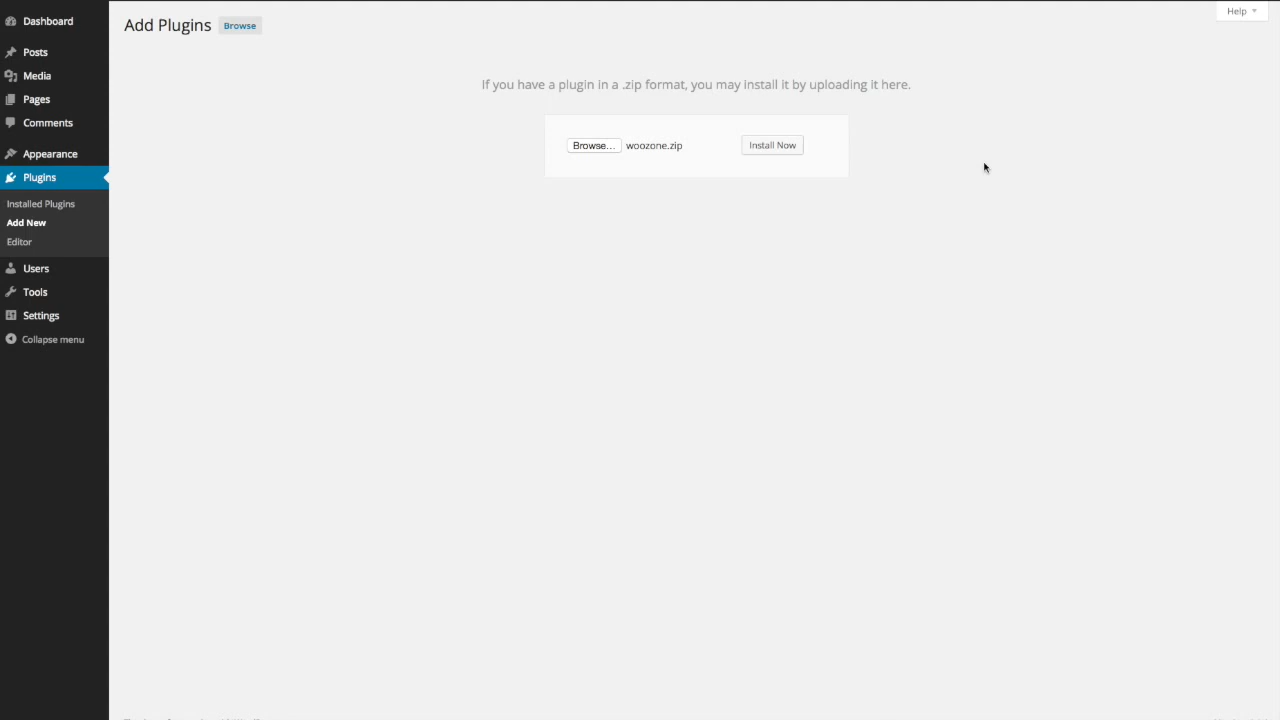 Dashboard
Posts
Media
Pages
Comments
Appearance
Plugins
Installed Plugins
Add New
Editor
Users
Tools
Settings
Collapse menu
Add Plugins Browse
Help
If you have a plugin in a .zip format, you may install it by uploading it here.
Browse... woozone.zip Install Now